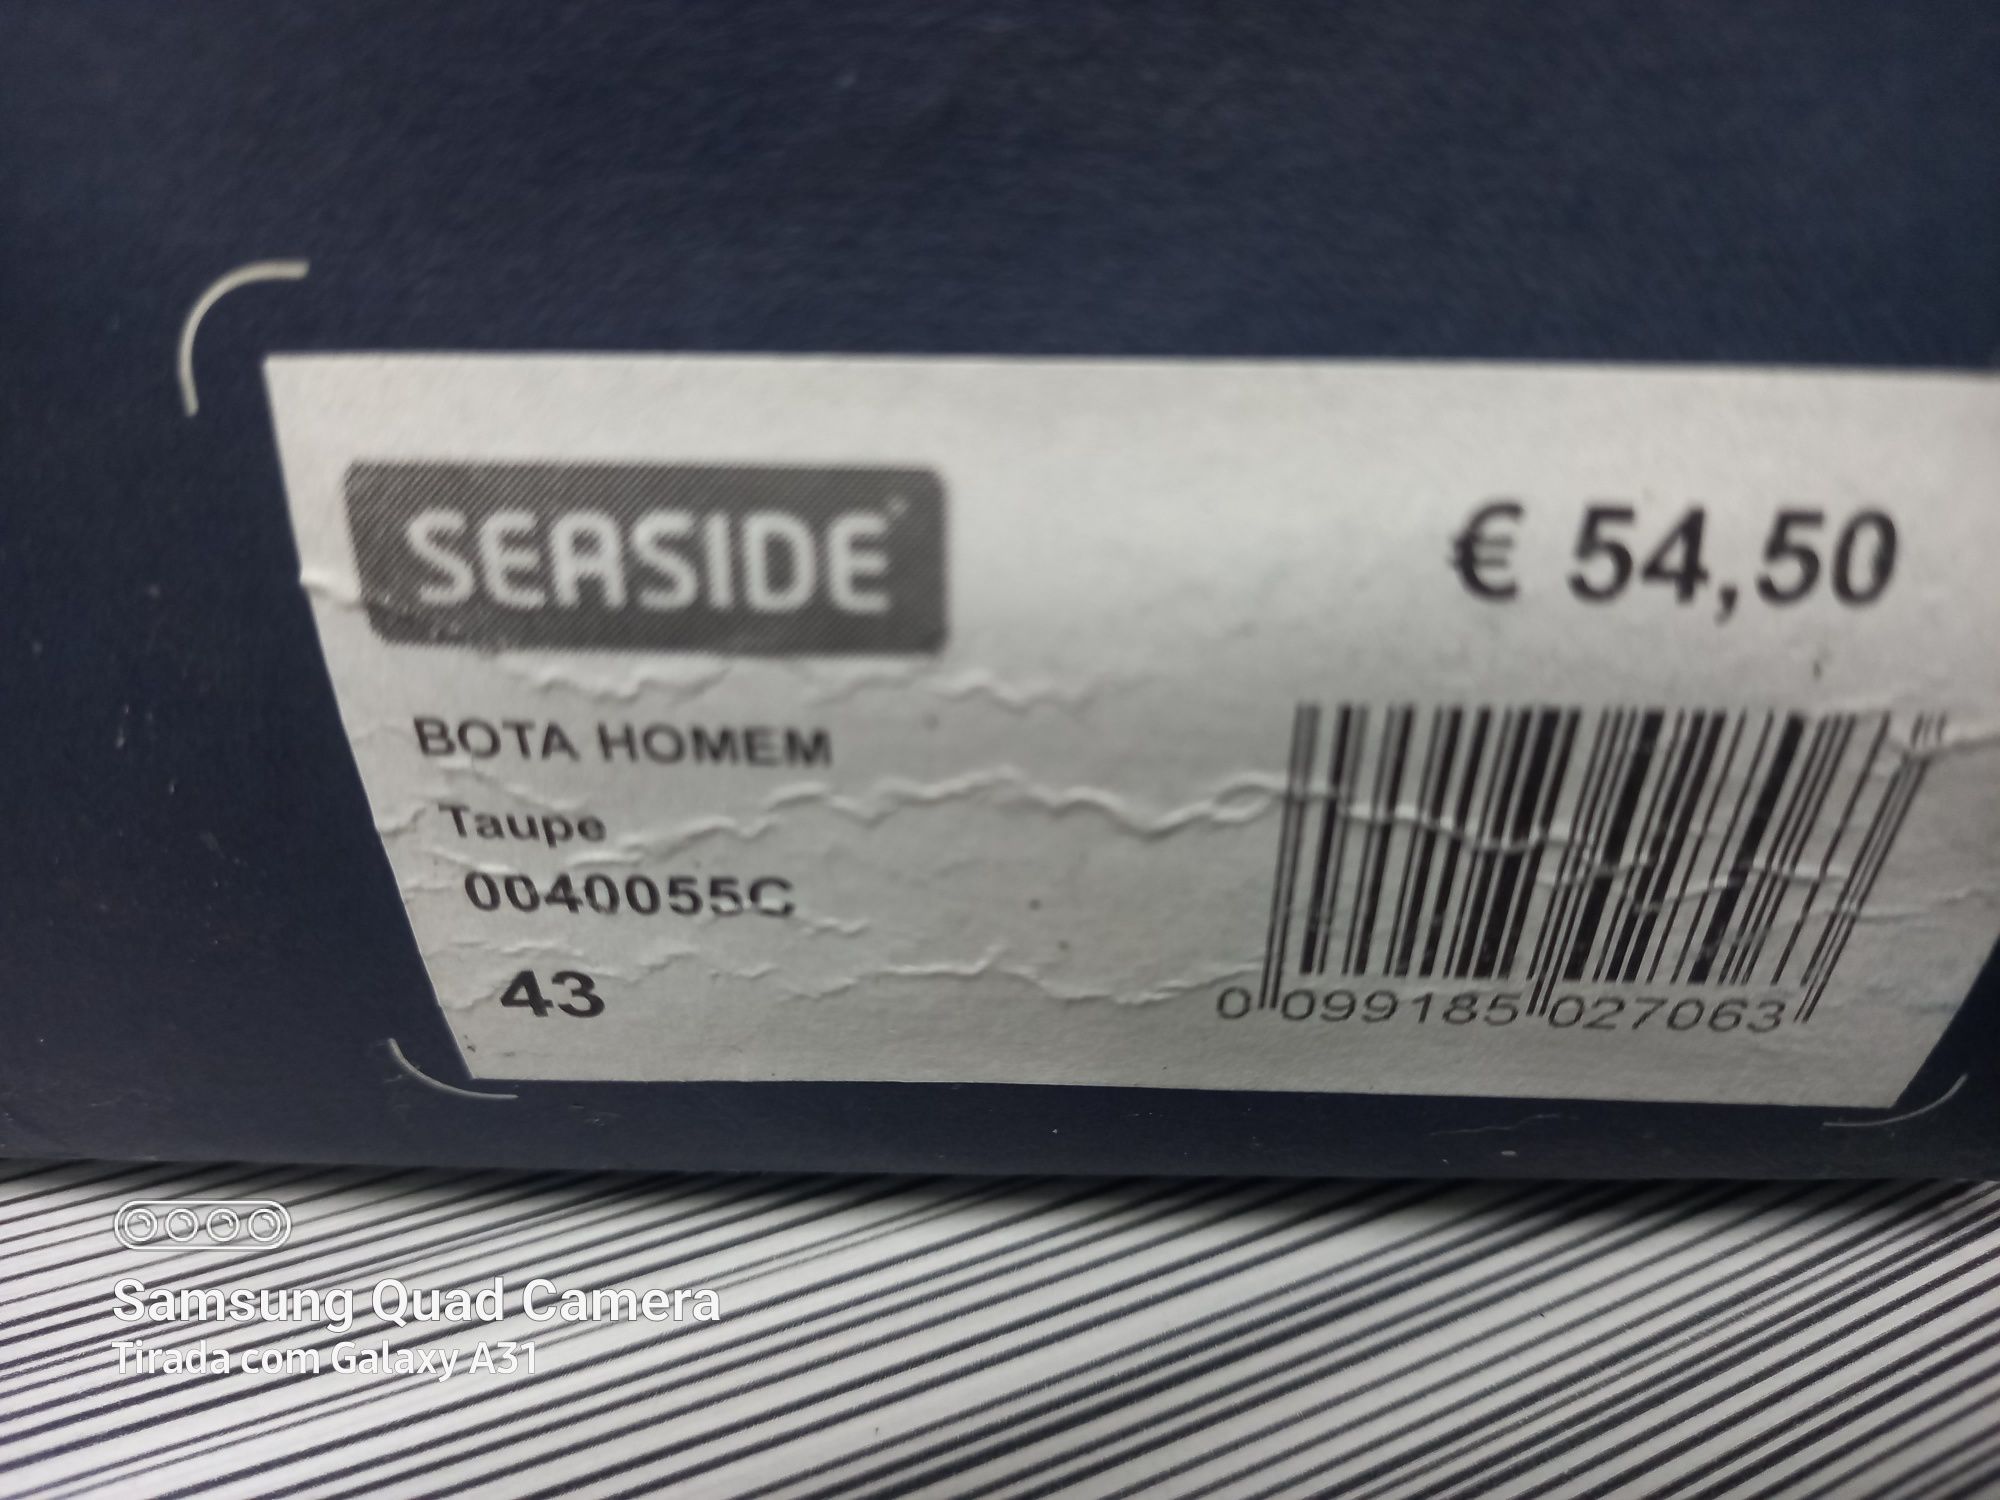 SEASIDE
€ 54,50
BOTA HOMEM
Taupe
0040055C
43
0 099185 027063
Samsung Quad Camera
Tirada com Galaxy A31